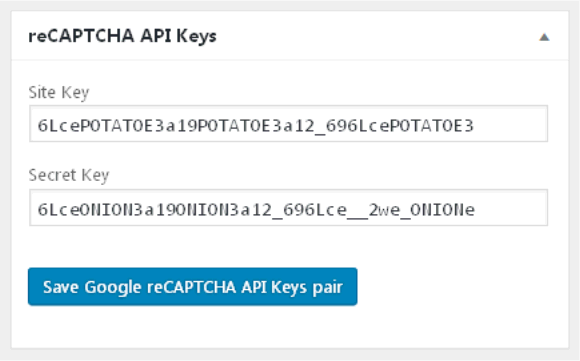 reCAPTCHA API Keys
Site Key
6LcePOTATOE3a19POTATOE3a12_696LcePOTATOE3
Secret Key
6LceONION3a19ONION3a12_696Lce__2we_ONIONe
Save Google reCAPTCHA API Keys pair